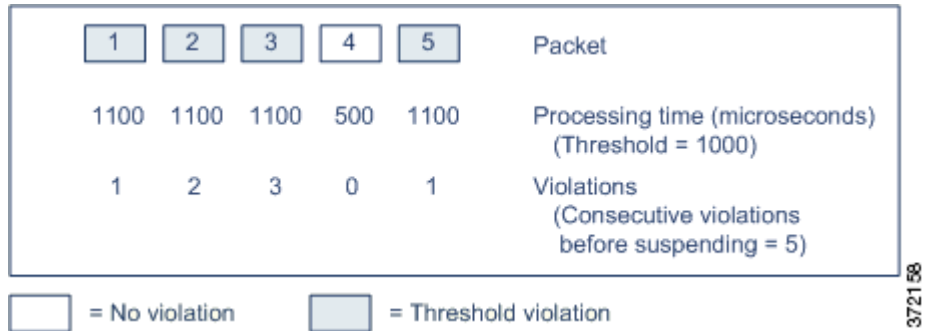 1 2 3 4 5 Packet
1100 1100 1100 500 1100 Processing time (microseconds)
(Threshold = 1000)
1 2 3 0 1 Violations
(Consecutive violations
before suspending = 5)
= No violation = Threshold violation
372158